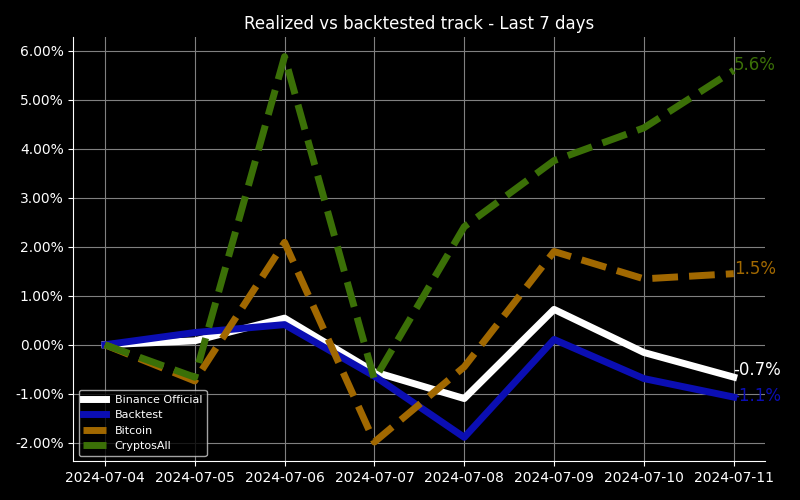 Realized vs backtested track - Last 7 days
6.00%
5.00%
4.00%
3.00%
2.00%
1.00%
0.00%
-1.00%
-2.00%
5.6%
1.5%
-0.7%
-1.1%
Binance Official
Backtest
Bitcoin
CryptosAll
2024-07-04 2024-07-05 2024-07-06 2024-07-07 2024-07-08 2024-07-09 2024-07-10 2024-07-11